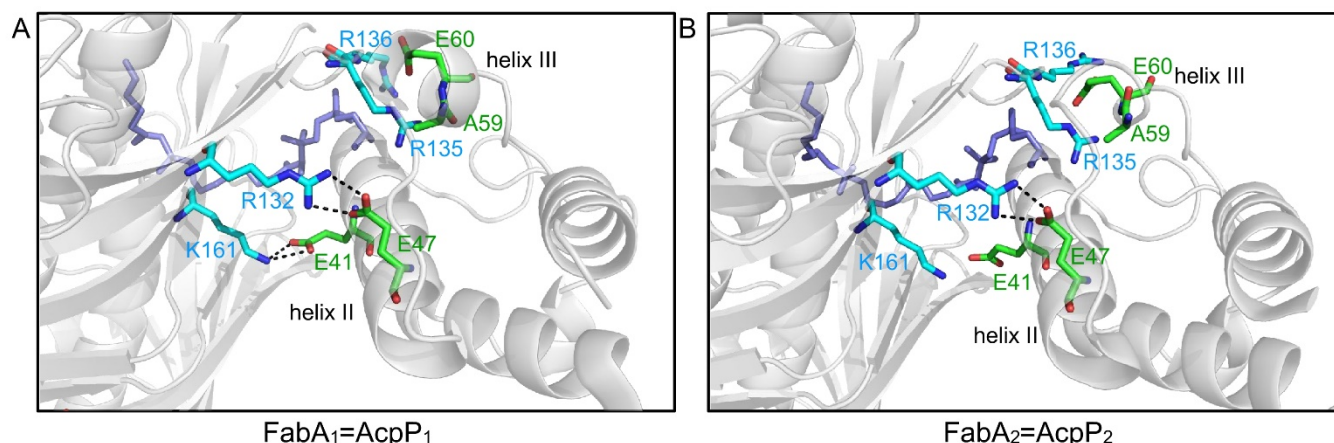 A
R136
E60
helix III
A59
R135
R132
K161
E41
E47
helix II
FabA₁=AcpP₁
B
R136
E60
helix III
A59
R135
R132
K161
E41
E47
helix II
FabA₂=AcpP₂